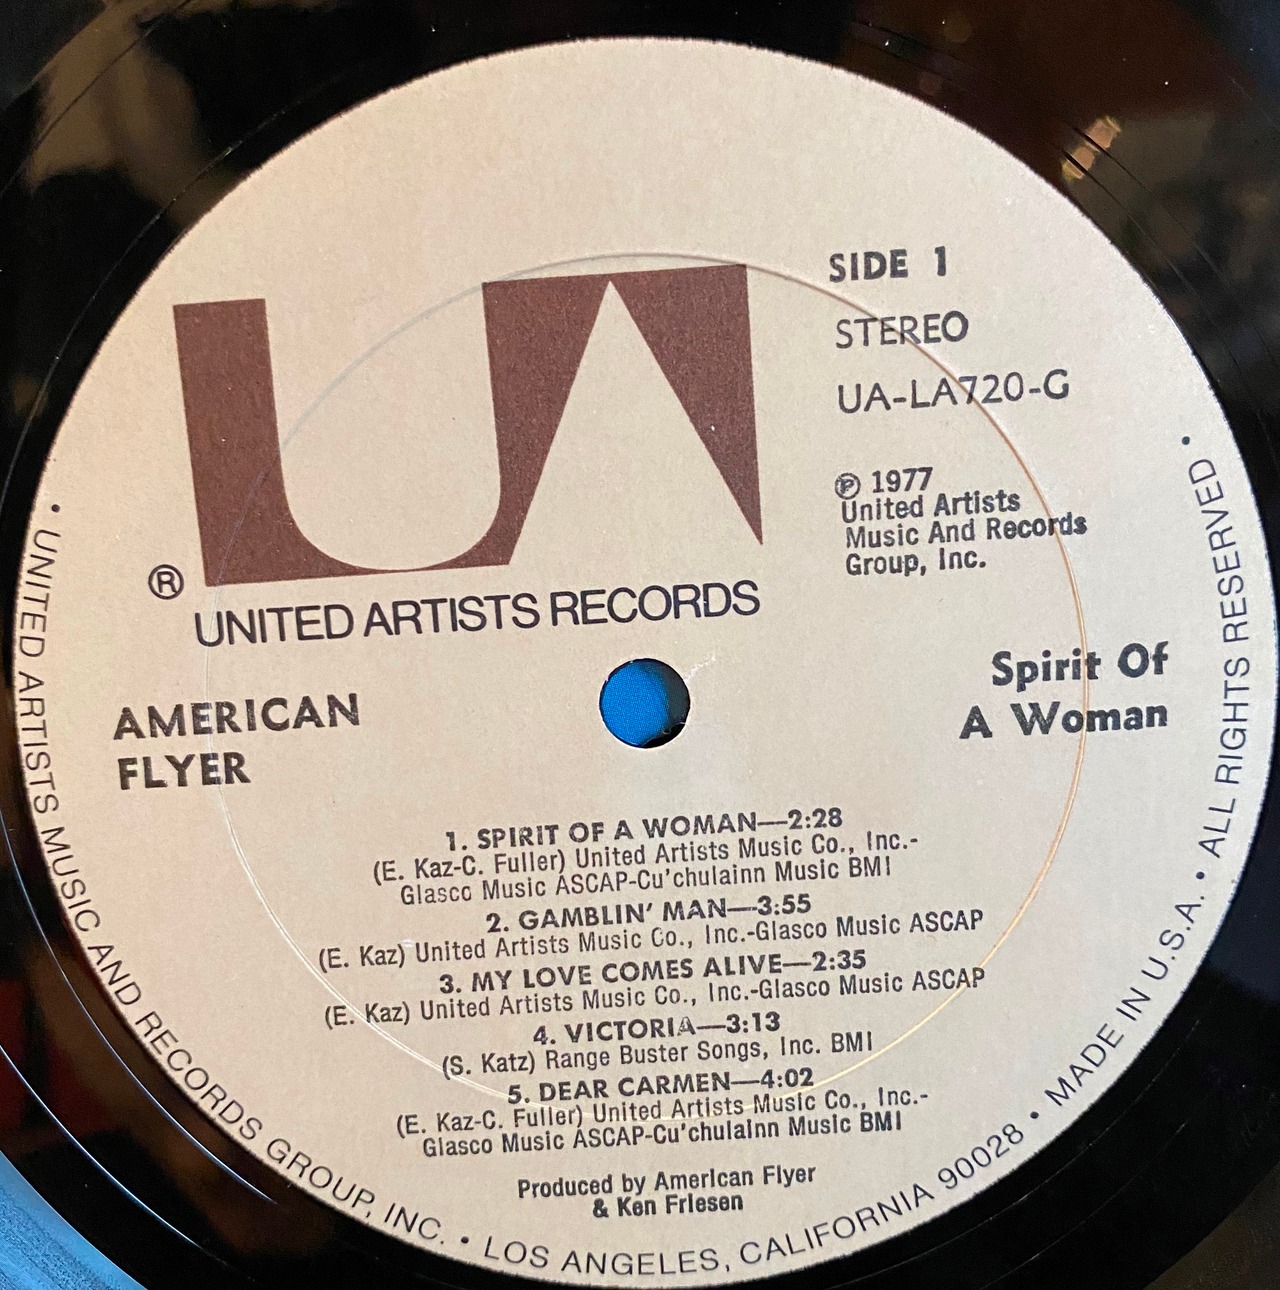 UA
®
UNITED ARTISTS RECORDS
SIDE 1
STEREO
UA-LA720-G
℗ 1977
United Artists
Music And Records
Group, Inc.
AMERICAN
FLYER
Spirit Of
A Woman
1. SPIRIT OF A WOMAN—2:28
(E. Kaz-C. Fuller) United Artists Music Co., Inc.-
Glasco Music ASCAP-Cu'chulainn Music BMI
2. GAMBLIN' MAN—3:55
(E. Kaz) United Artists Music Co., Inc.-Glasco Music ASCAP
3. MY LOVE COMES ALIVE—2:35
(E. Kaz) United Artists Music Co., Inc.-Glasco Music ASCAP
4. VICTORIA—3:13
(S. Katz) Range Buster Songs, Inc. BMI
5. DEAR CARMEN—4:02
(E. Kaz-C. Fuller) United Artists Music Co., Inc.-
Glasco Music ASCAP-Cu'chulainn Music BMI
Produced by American Flyer
& Ken Friesen
• UNITED ARTISTS MUSIC AND RECORDS GROUP, INC. • LOS ANGELES, CALIFORNIA 90028 • MADE IN U.S.A. • ALL RIGHTS RESERVED •